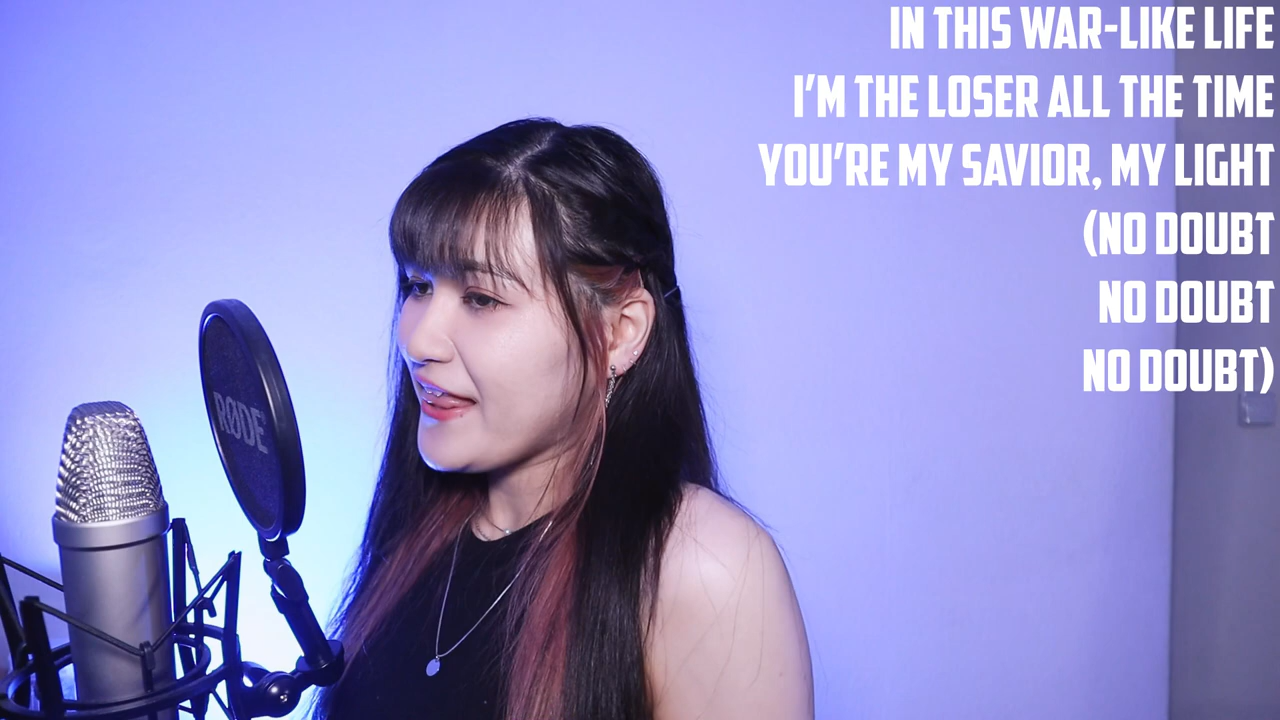 IN THIS WAR-LIKE LIFE
I'M THE LOSER ALL THE TIME
YOU'RE MY SAVIOR, MY LIGHT
(NO DOUBT
NO DOUBT
NO DOUBT)
RØDE